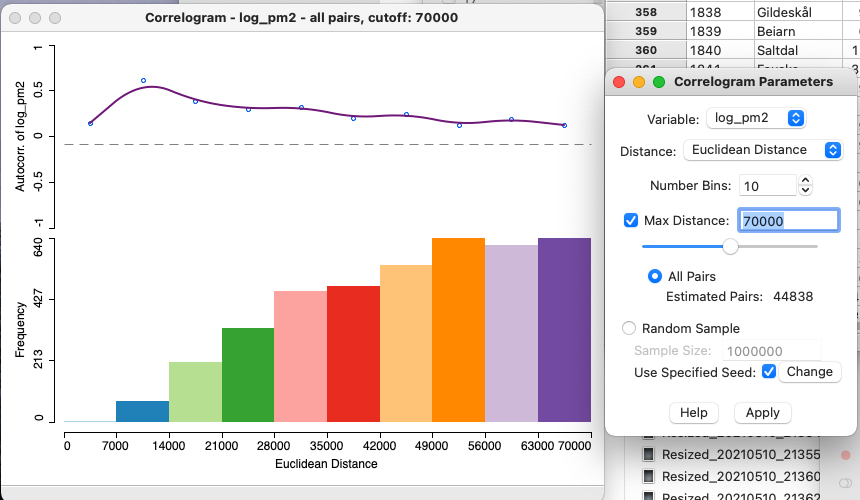 Correlogram - log_pm2 - all pairs, cutoff: 70000
Autocorr. of log_pm2
1
0.5
0
-0.5
-1
Frequency
640
427
213
0
0 7000 14000 21000 28000 35000 42000 49000 56000 63000 70000
Euclidean Distance
358 1838 Gildeskål
359 1839 Beiarn
360 1840 Saltdal 1
Correlogram Parameters
Variable: log_pm2
Distance: Euclidean Distance
Number Bins: 10
Max Distance: 70000
All Pairs
Estimated Pairs: 44838
Random Sample
Sample Size: 1000000
Use Specified Seed: Change
Help Apply
Resized_20210510_21355
Resized_20210510_21360